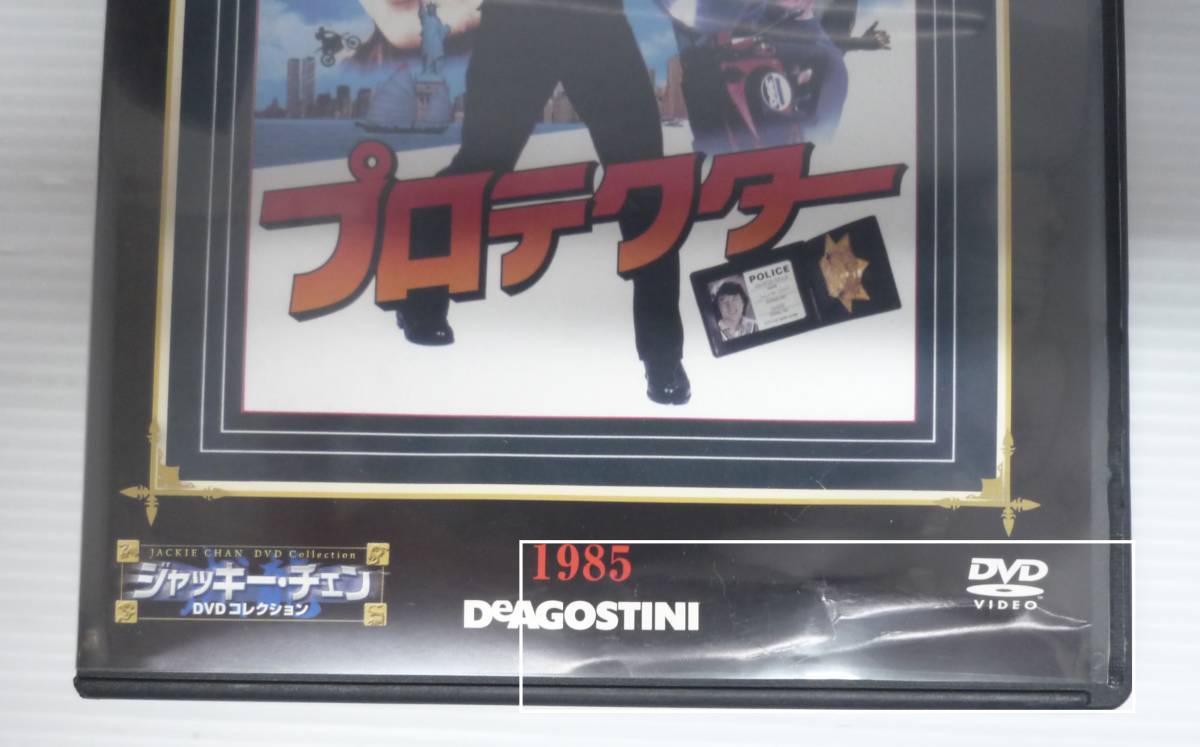 プロテクター
POLICE
JACKIE CHAN DVD Collection
ジャッキー・チェン
DVDコレクション
1985
DeAGOSTINI
DVD
VIDEO